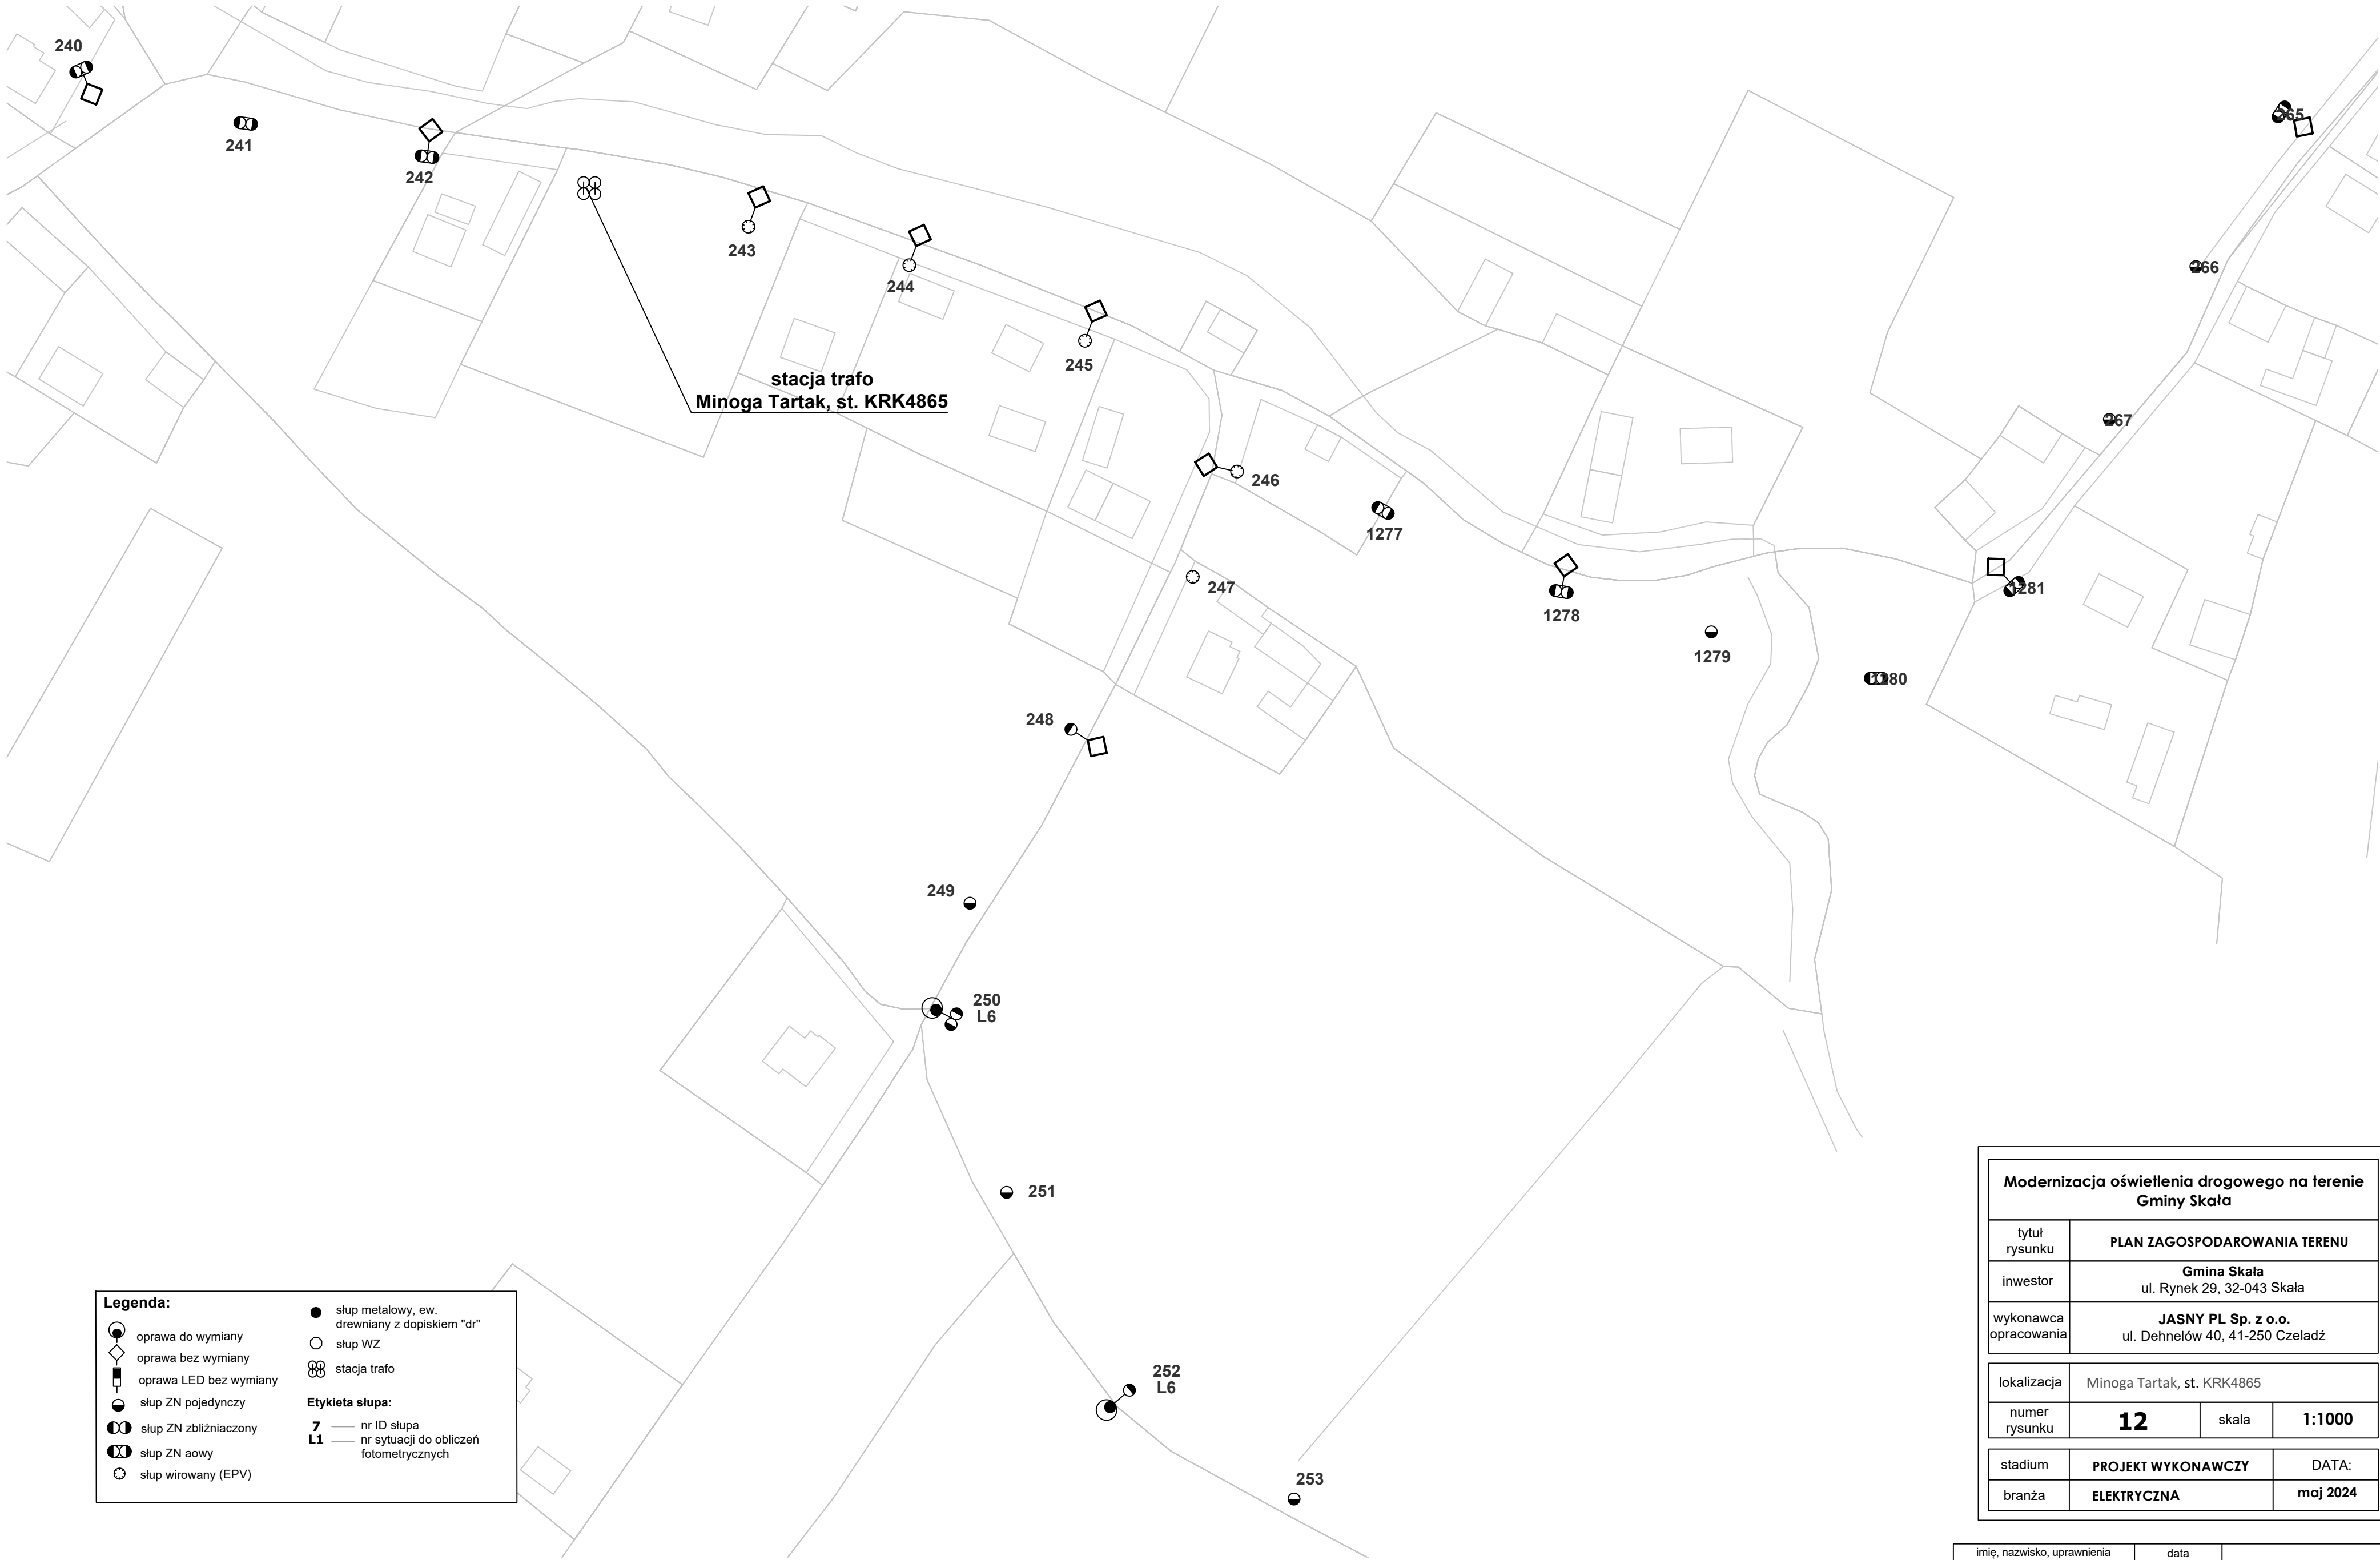 240
241
242
243
244
245
246
247
248
249
250
L6
251
252
L6
253
265
266
267
1277
1278
1279
1280
1281
stacja trafo
Minoga Tartak, st. KRK4865
Legenda:
oprawa do wymiany
oprawa bez wymiany
oprawa LED bez wymiany
słup ZN pojedynczy
słup ZN zbliźniaczony
słup ZN aowy
słup wirowany (EPV)
słup metalowy, ew.
drewniany z dopiskiem "dr"
słup WZ
stacja trafo
Etykieta słupa:
7 nr ID słupa
L1 nr sytuacji do obliczeń
fotometrycznych
Modernizacja oświetlenia drogowego na terenie
Gminy Skała
tytuł
rysunku
PLAN ZAGOSPODAROWANIA TERENU
inwestor
Gmina Skała
ul. Rynek 29, 32-043 Skała
wykonawca
opracowania
JASNY PL Sp. z o.o.
ul. Dehnelów 40, 41-250 Czeladź
lokalizacja
Minoga Tartak, st. KRK4865
numer
rysunku
12
skala
1:1000
stadium
PROJEKT WYKONAWCZY
DATA:
branża
ELEKTRYCZNA
maj 2024
imię, nazwisko, uprawnienia
data